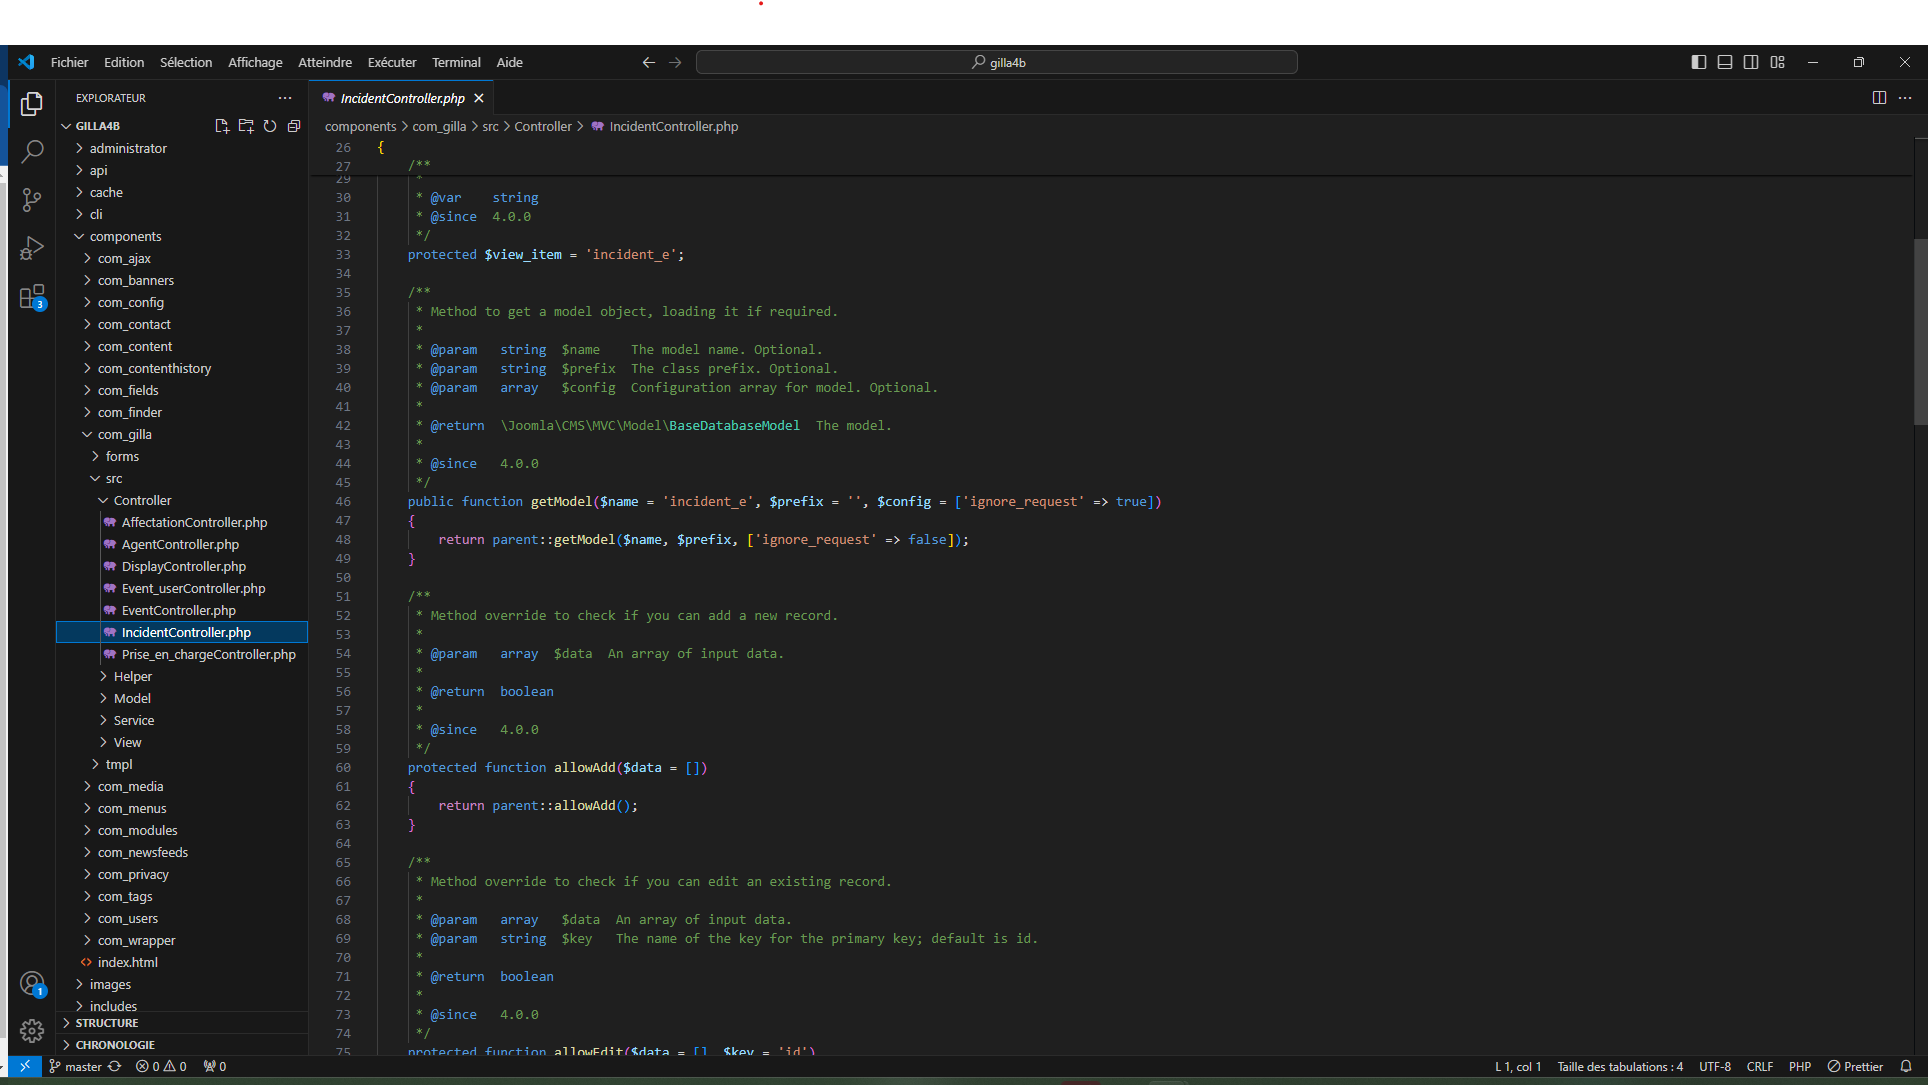 Fichier Edition Sélection Affichage Atteindre Exécuter Terminal Aide
gilla4b
EXPLORATEUR
GILLA4B
administrator
api
cache
cli
components
com_ajax
com_banners
com_config
com_contact
com_content
com_contenthistory
com_fields
com_finder
com_gilla
forms
src
Controller
AffectationController.php
AgentController.php
DisplayController.php
Event_userController.php
EventController.php
IncidentController.php
Prise_en_chargeController.php
Helper
Model
Service
View
tmpl
com_media
com_menus
com_modules
com_newsfeeds
com_privacy
com_tags
com_users
com_wrapper
index.html
images
includes
STRUCTURE
CHRONOLOGIE
3
1
IncidentController.php
components > com_gilla > src > Controller > IncidentController.php
26 {
27 /**
29 *
30 * @var string
31 * @since 4.0.0
32 */
33 protected $view_item = 'incident_e';
34
35 /**
36 * Method to get a model object, loading it if required.
37 *
38 * @param string $name The model name. Optional.
39 * @param string $prefix The class prefix. Optional.
40 * @param array $config Configuration array for model. Optional.
41 *
42 * @return \Joomla\CMS\MVC\Model\BaseDatabaseModel The model.
43 *
44 * @since 4.0.0
45 */
46 public function getModel($name = 'incident_e', $prefix = '', $config = ['ignore_request' => true])
47 {
48 return parent::getModel($name, $prefix, ['ignore_request' => false]);
49 }
50
51 /**
52 * Method override to check if you can add a new record.
53 *
54 * @param array $data An array of input data.
55 *
56 * @return boolean
57 *
58 * @since 4.0.0
59 */
60 protected function allowAdd($data = [])
61 {
62 return parent::allowAdd();
63 }
64
65 /**
66 * Method override to check if you can edit an existing record.
67 *
68 * @param array $data An array of input data.
69 * @param string $key The name of the key for the primary key; default is id.
70 *
71 * @return boolean
72 *
73 * @since 4.0.0
74 */
75 protected function allowEdit($data = [], $key = 'id')
master 0 0 0
L 1, col 1 Taille des tabulations : 4 UTF-8 CRLF PHP Prettier